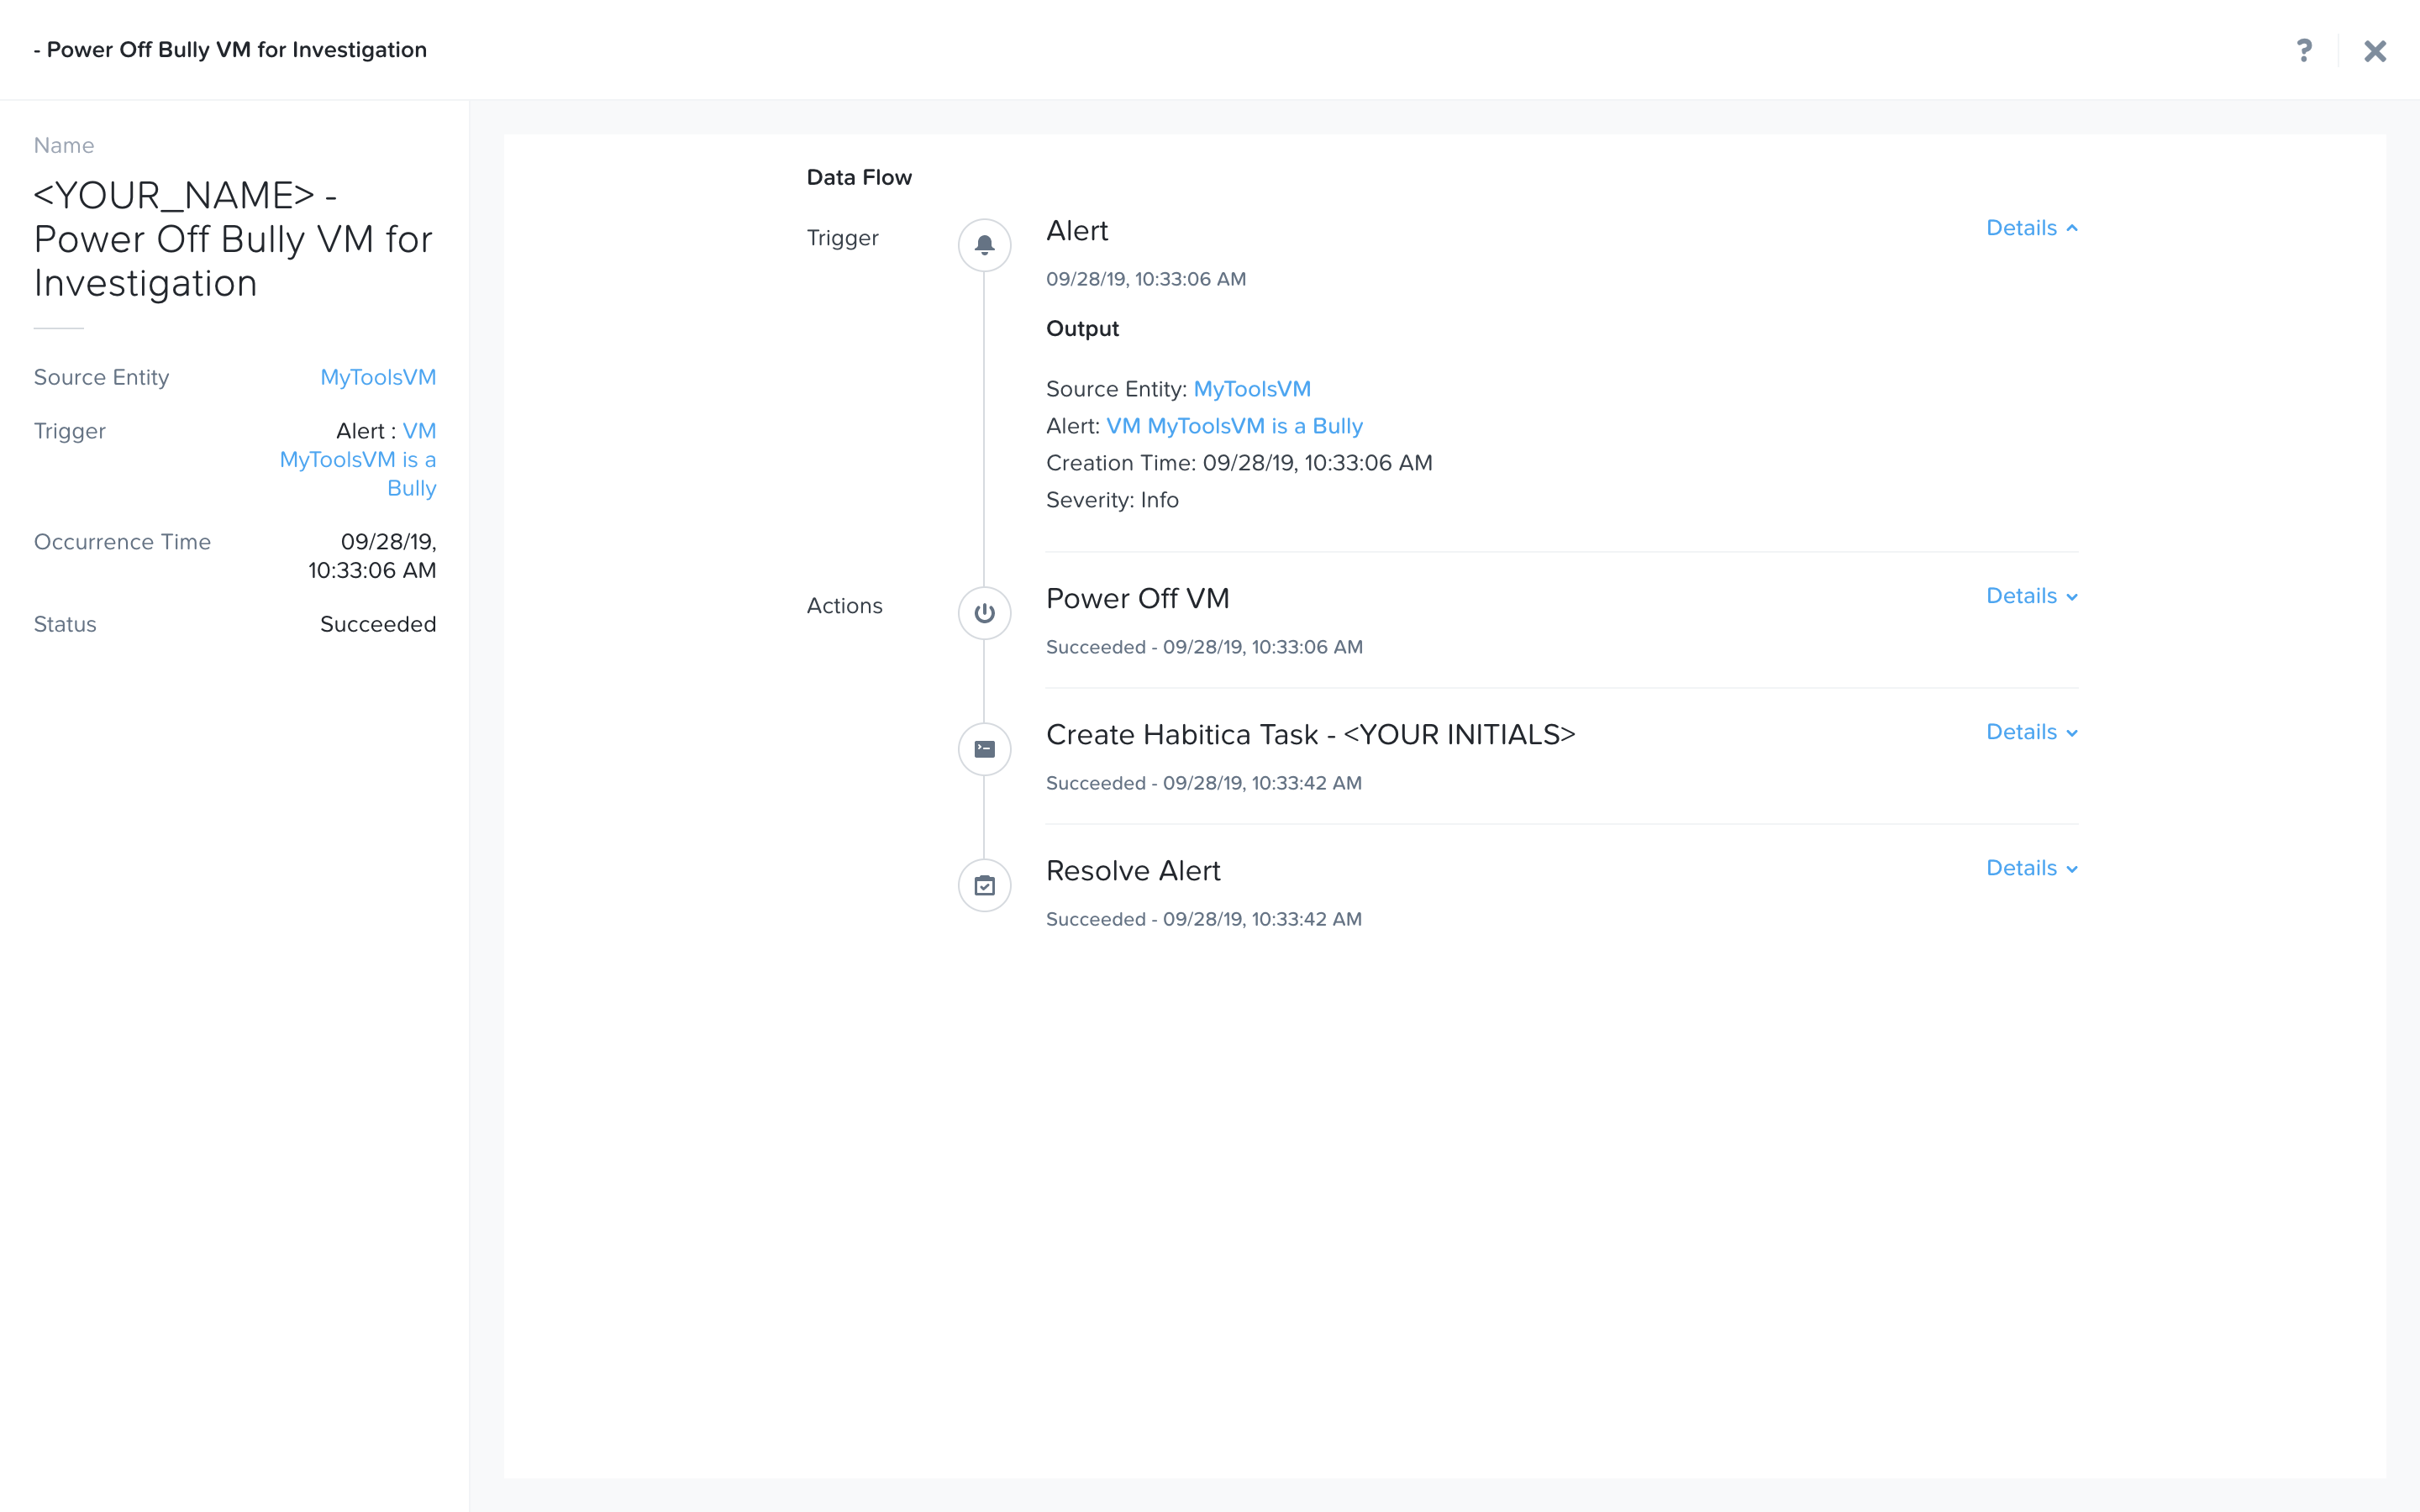 - Power Off Bully VM for Investigation
?
Name
<YOUR_NAME> -
Power Off Bully VM for
Investigation
Source Entity MyToolsVM
Trigger Alert : VM
MyToolsVM is a
Bully
Occurrence Time 09/28/19,
10:33:06 AM
Status Succeeded
Data Flow
Trigger
Alert Details
09/28/19, 10:33:06 AM
Output
Source Entity: MyToolsVM
Alert: VM MyToolsVM is a Bully
Creation Time: 09/28/19, 10:33:06 AM
Severity: Info
Actions
Power Off VM Details
Succeeded - 09/28/19, 10:33:06 AM
Create Habitica Task - <YOUR INITIALS> Details
Succeeded - 09/28/19, 10:33:42 AM
Resolve Alert Details
Succeeded - 09/28/19, 10:33:42 AM